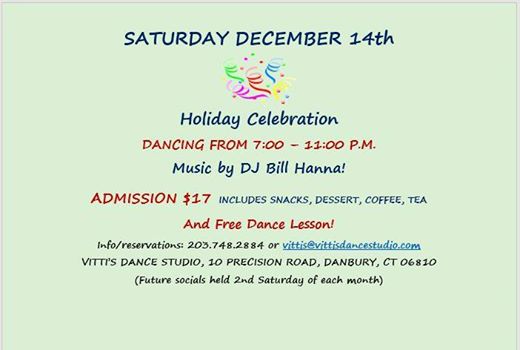 SATURDAY DECEMBER 14th
Holiday Celebration
DANCING FROM 7:00 – 11:00 P.M.
Music by DJ Bill Hanna!
ADMISSION $17 INCLUDES SNACKS, DESSERT, COFFEE, TEA
And Free Dance Lesson!
Info/reservations: 203.748.2884 or vittis@vittisdancestudio.com
VITTI'S DANCE STUDIO, 10 PRECISION ROAD, DANBURY, CT 06810
(Future socials held 2nd Saturday of each month)